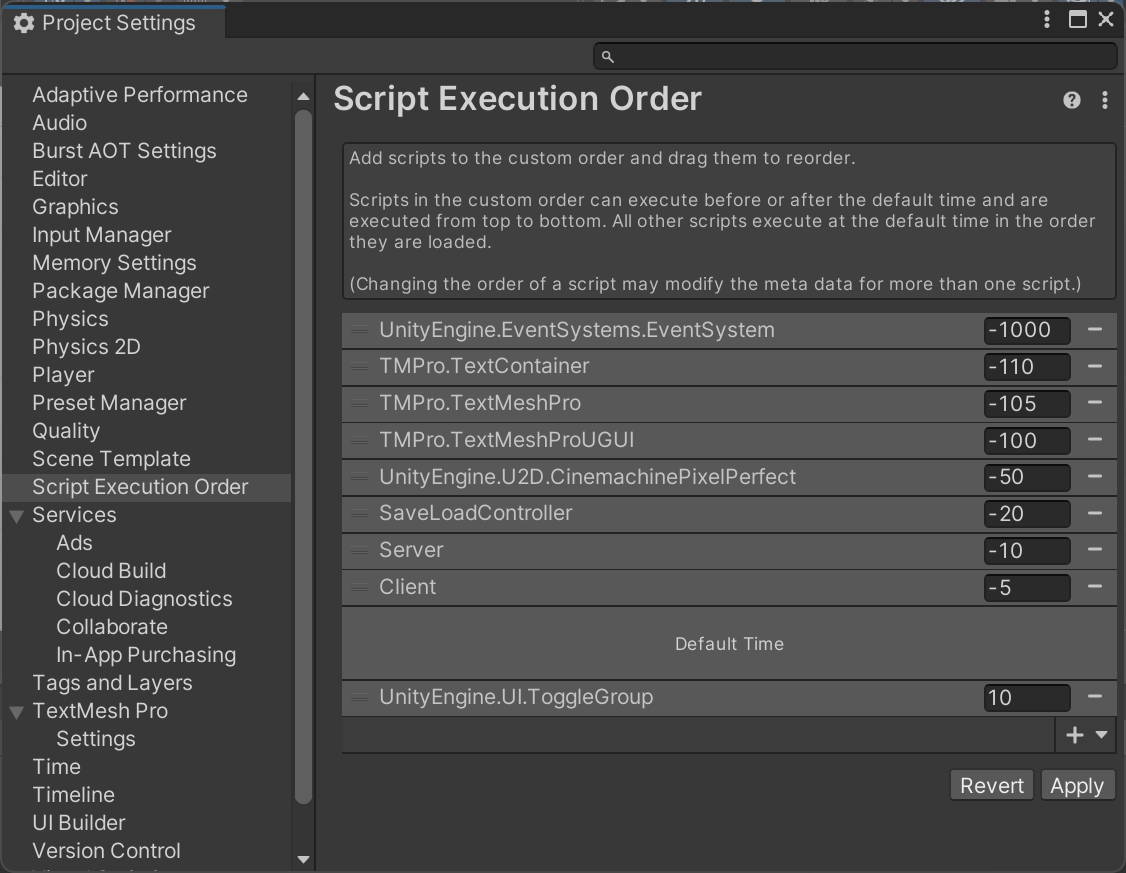 Project Settings
Adaptive Performance
Audio
Burst AOT Settings
Editor
Graphics
Input Manager
Memory Settings
Package Manager
Physics
Physics 2D
Player
Preset Manager
Quality
Scene Template
Script Execution Order
Services
Ads
Cloud Build
Cloud Diagnostics
Collaborate
In-App Purchasing
Tags and Layers
TextMesh Pro
Settings
Time
Timeline
UI Builder
Version Control
Script Execution Order
Add scripts to the custom order and drag them to reorder.
Scripts in the custom order can execute before or after the default time and are
executed from top to bottom. All other scripts execute at the default time in the order
they are loaded.
(Changing the order of a script may modify the meta data for more than one script.)
UnityEngine.EventSystems.EventSystem -1000
TMPro.TextContainer -110
TMPro.TextMeshPro -105
TMPro.TextMeshProUGUI -100
UnityEngine.U2D.CinemachinePixelPerfect -50
SaveLoadController -20
Server -10
Client -5
Default Time
UnityEngine.UI.ToggleGroup 10
Revert Apply